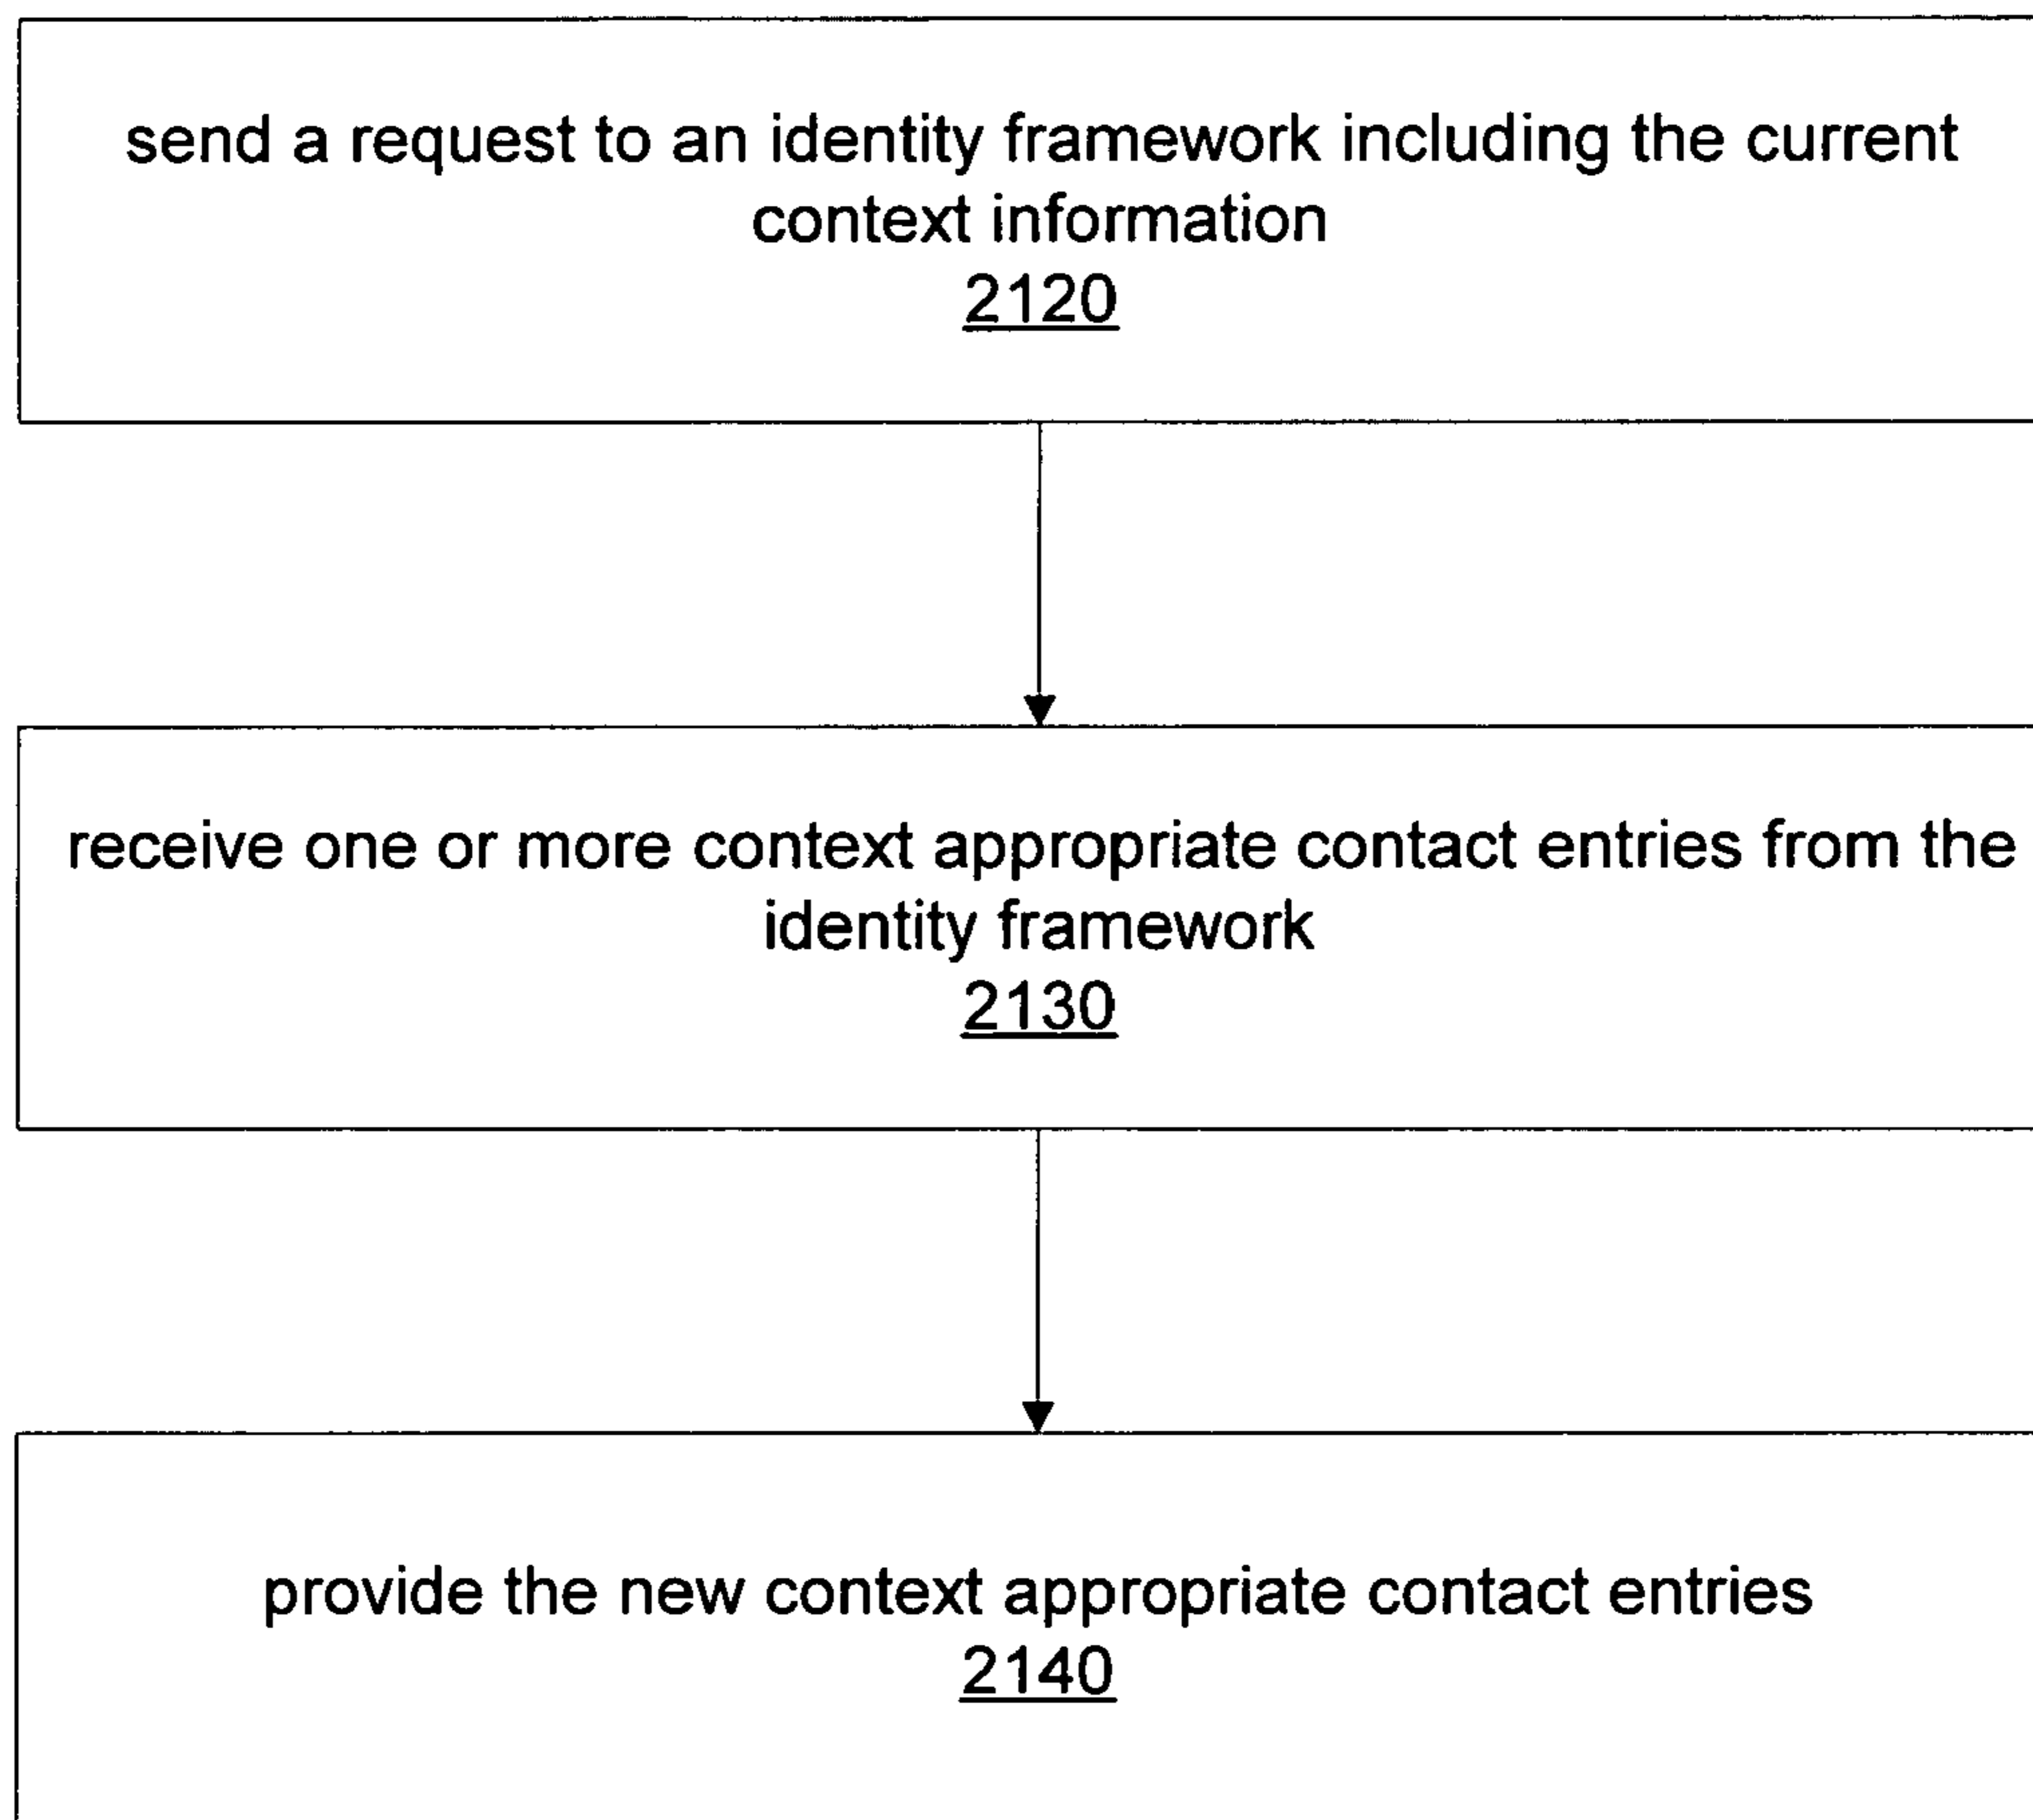 send a request to an identity framework including the current
context information
2120
receive one or more context appropriate contact entries from the
identity framework
2130
provide the new context appropriate contact entries
2140